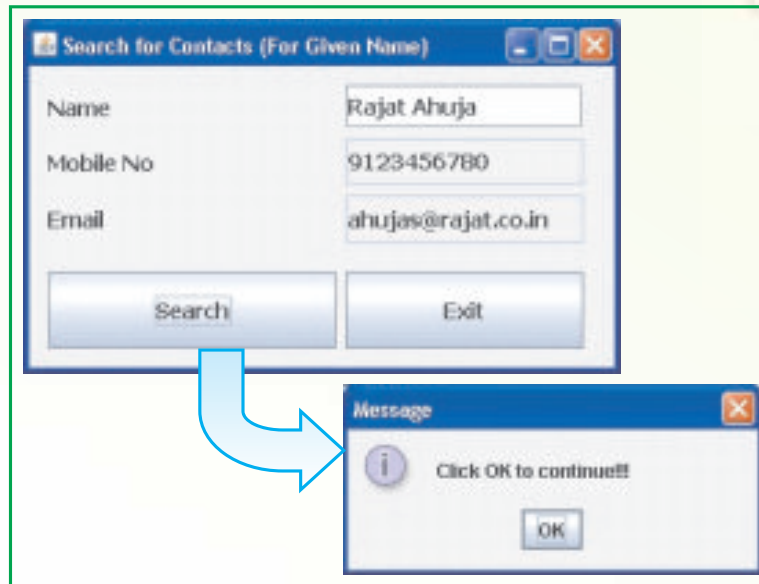 Search for Contacts (For Given Name)
Name Rajat Ahuja
Mobile No 9123456780
Email ahujas@rajat.co.in
Search Exit
Message
Click OK to continue!!!
OK